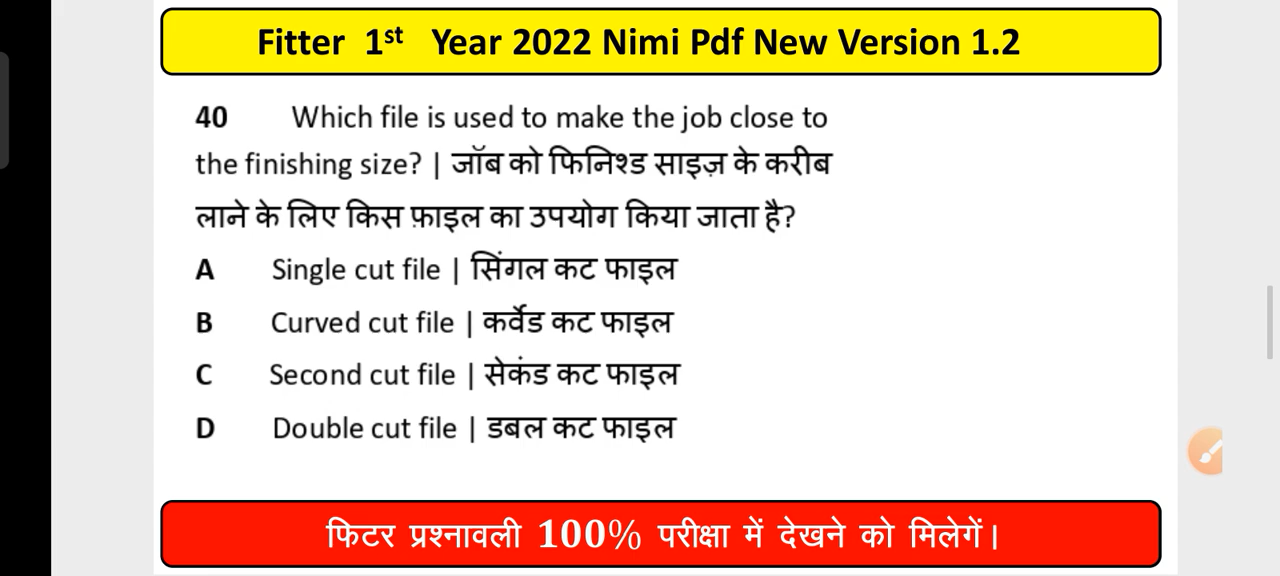 Fitter 1st Year 2022 Nimi Pdf New Version 1.2
40 Which file is used to make the job close to
the finishing size? | जॉब को फिनिश्ड साइज़ के करीब
लाने के लिए किस फ़ाइल का उपयोग किया जाता है?
A Single cut file | सिंगल कट फाइल
B Curved cut file | कर्वेड कट फाइल
C Second cut file | सेकंड कट फाइल
D Double cut file | डबल कट फाइल
फिटर प्रश्नावली 100% परीक्षा में देखने को मिलेगें।